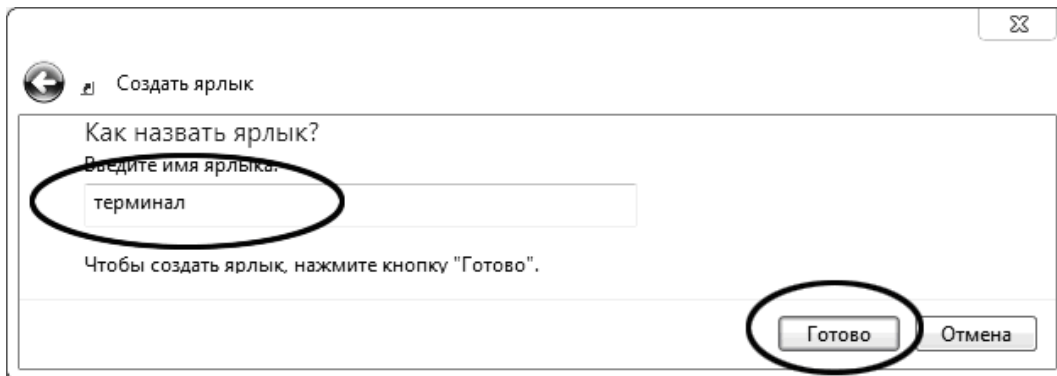 Создать ярлык
Как назвать ярлык?
Введите имя ярлыка:
терминал
Чтобы создать ярлык, нажмите кнопку "Готово".
Готово
Отмена